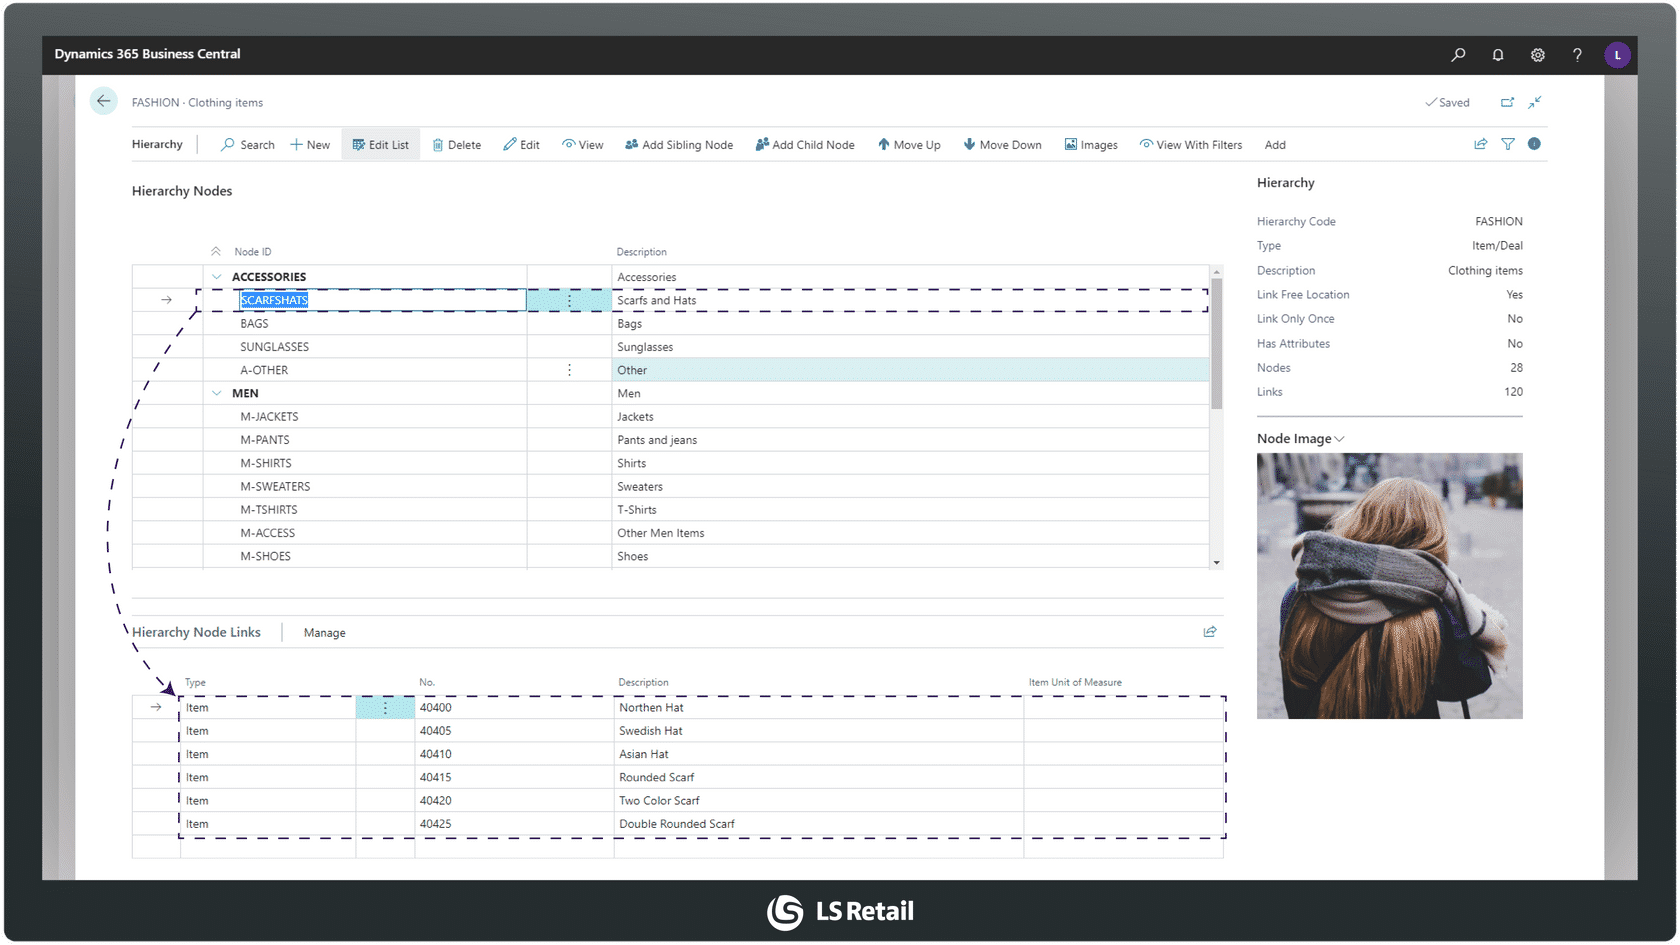 Dynamics 365 Business Central
L
FASHION · Clothing items
Saved
Hierarchy
Search
New
Edit List
Delete
Edit
View
Add Sibling Node
Add Child Node
Move Up
Move Down
Images
View With Filters
Add
Hierarchy Nodes
Node ID Description
ACCESSORIES Accessories
SCARFSHATS Scarfs and Hats
BAGS Bags
SUNGLASSES Sunglasses
A-OTHER Other
MEN Men
M-JACKETS Jackets
M-PANTS Pants and jeans
M-SHIRTS Shirts
M-SWEATERS Sweaters
M-TSHIRTS T-Shirts
M-ACCESS Other Men Items
M-SHOES Shoes
Hierarchy
Hierarchy Code FASHION
Type Item/Deal
Description Clothing items
Link Free Location Yes
Link Only Once No
Has Attributes No
Nodes 28
Links 120
Node Image
Hierarchy Node Links
Manage
Type No. Description Item Unit of Measure
Item 40400 Northen Hat
Item 40405 Swedish Hat
Item 40410 Asian Hat
Item 40415 Rounded Scarf
Item 40420 Two Color Scarf
Item 40425 Double Rounded Scarf
LS Retail